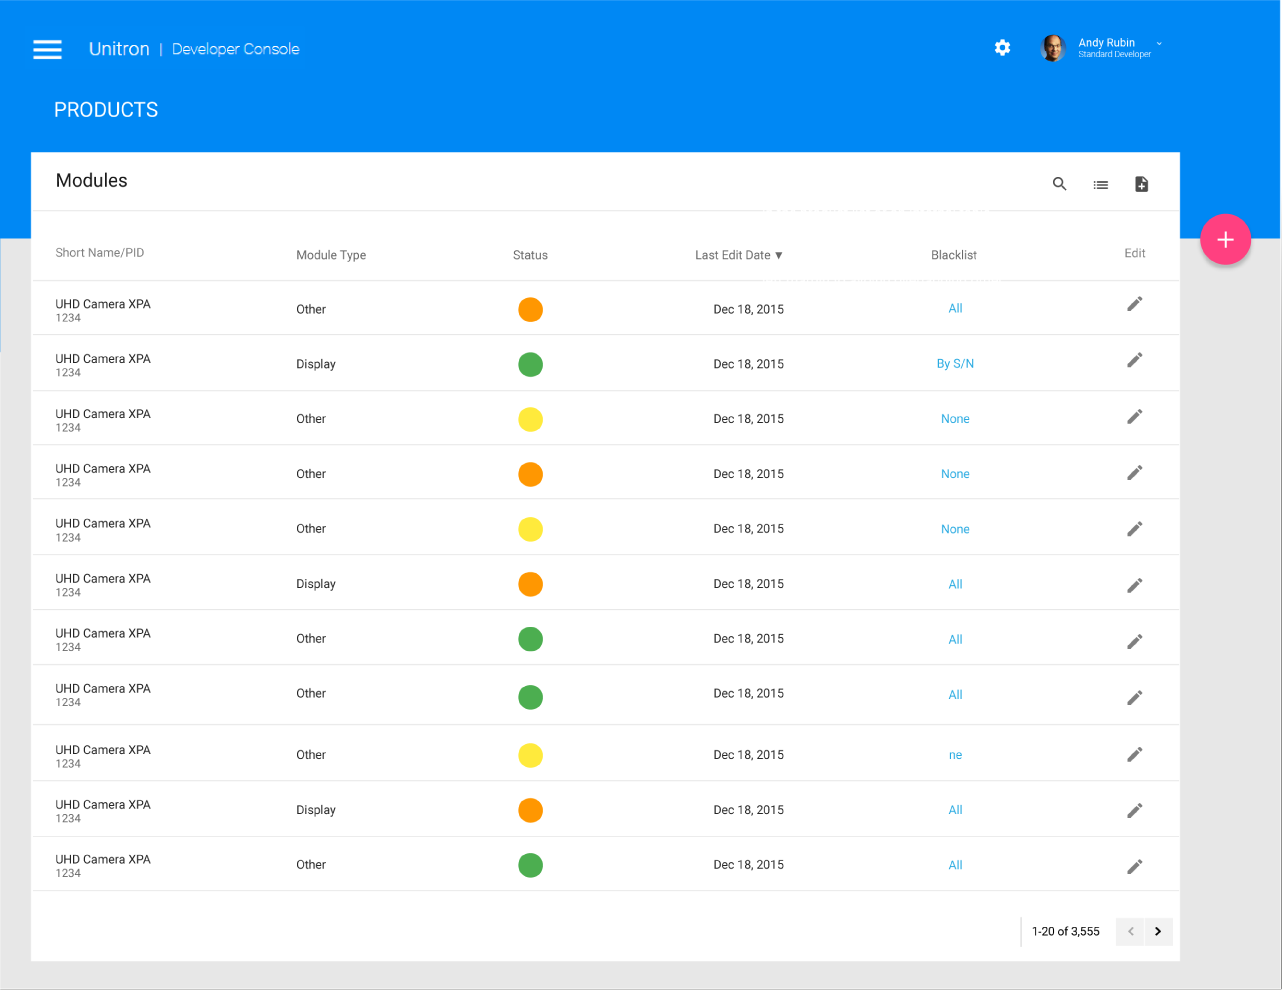 Unitron | Developer Console
Andy Rubin
Standard Developer
PRODUCTS
Modules
Short Name/PID Module Type Status Last Edit Date ▼ Blacklist Edit
UHD Camera XPA Other Dec 18, 2015 All
1234
UHD Camera XPA Display Dec 18, 2015 By S/N
1234
UHD Camera XPA Other Dec 18, 2015 None
1234
UHD Camera XPA Other Dec 18, 2015 None
1234
UHD Camera XPA Other Dec 18, 2015 None
1234
UHD Camera XPA Display Dec 18, 2015 All
1234
UHD Camera XPA Other Dec 18, 2015 All
1234
UHD Camera XPA Other Dec 18, 2015 All
1234
UHD Camera XPA Other Dec 18, 2015 ne
1234
UHD Camera XPA Display Dec 18, 2015 All
1234
UHD Camera XPA Other Dec 18, 2015 All
1234
1-20 of 3,555